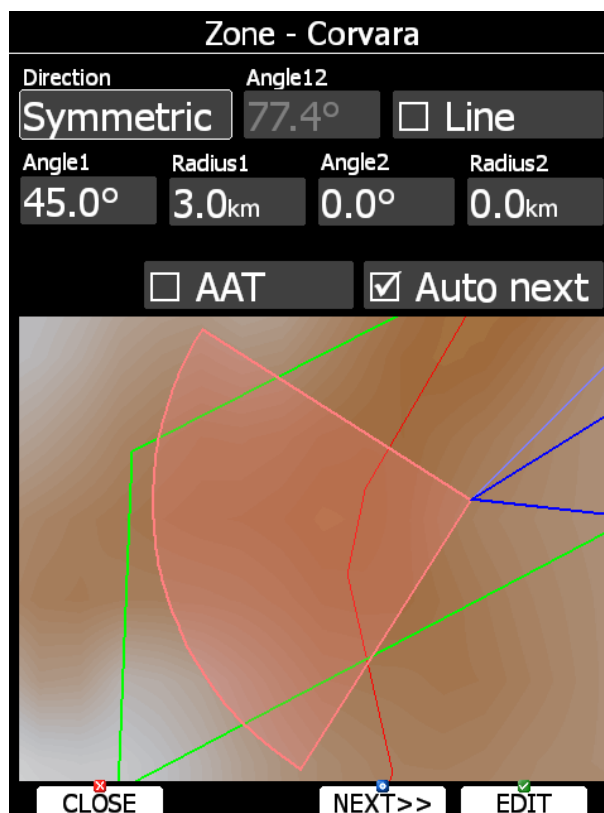 Zone - Corvara
Direction Angle12
Symmetric 77.4° Line
Angle1 Radius1 Angle2 Radius2
45.0° 3.0km 0.0° 0.0km
AAT Auto next
CLOSE NEXT>> EDIT